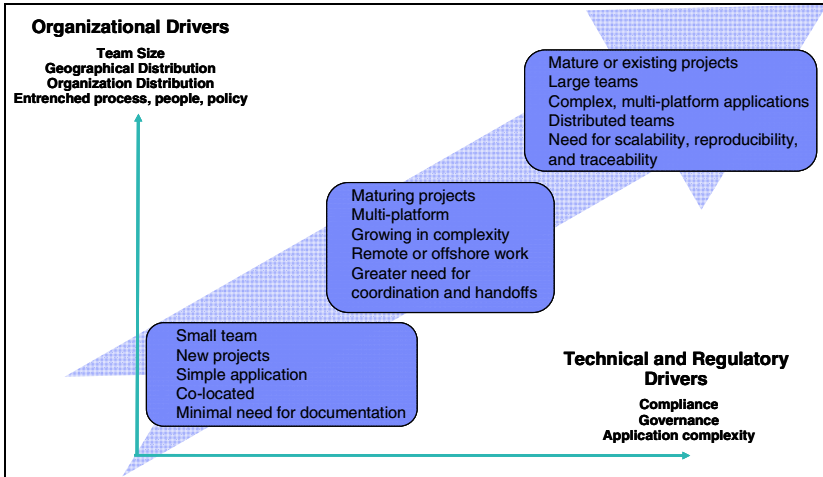 Organizational Drivers
Team Size
Geographical Distribution
Organization Distribution
Entrenched process, people, policy
Mature or existing projects
Large teams
Complex, multi-platform applications
Distributed teams
Need for scalability, reproducibility,
and traceability
Maturing projects
Multi-platform
Growing in complexity
Remote or offshore work
Greater need for
coordination and handoffs
Small team
New projects
Simple application
Co-located
Minimal need for documentation
Technical and Regulatory
Drivers
Compliance
Governance
Application complexity